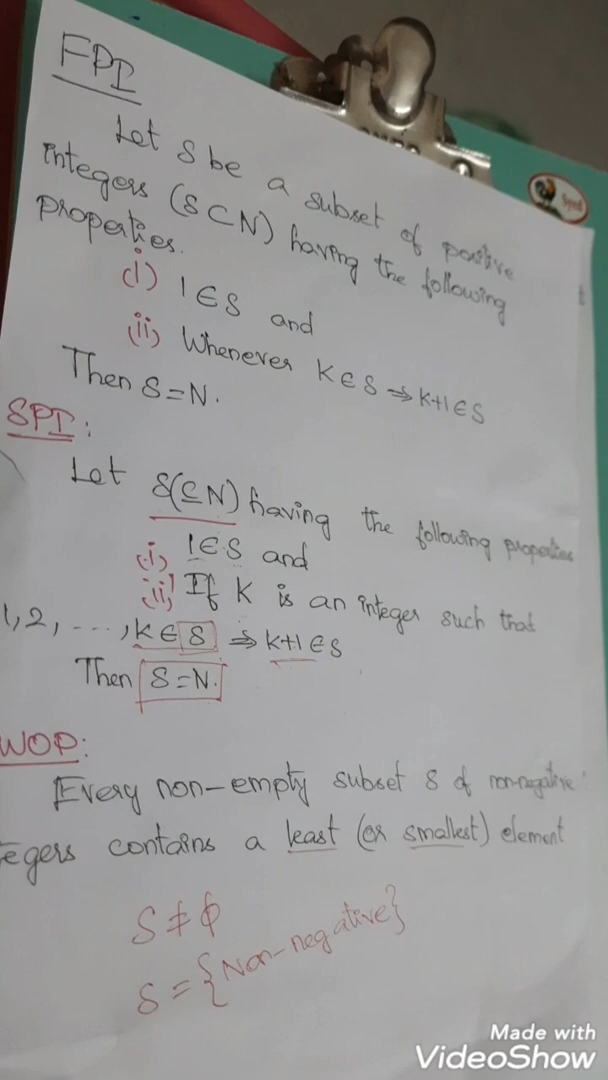 FPI
Let S be a subset of positive
integers (S⊂N) having the following
properties.
(i) 1∈S and
(ii) Whenever K∈S ⇒ K+1∈S
Then S=N.
SPI:
Let S(⊆N) having the following properties
(i) 1∈S and
(ii) If K is an integer such that
1,2, ..., k∈S ⇒ k+1∈S
Then S=N.
WOP:
Every non-empty subset S of non-negative
tegers contains a least (or smallest) element
S≠ϕ
S={Non-negative}
Made with
VideoShow